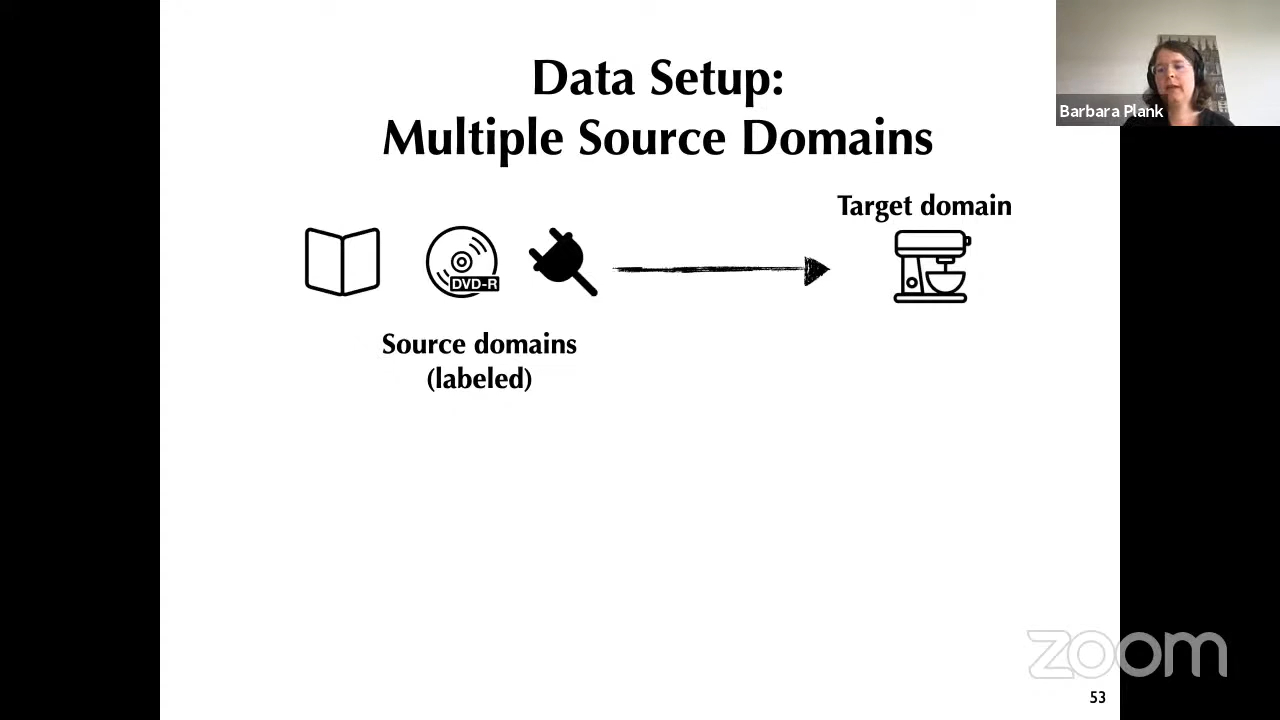 Data Setup:
Multiple Source Domains
Barbara Plank
Target domain
DVD-R
Source domains
(labeled)
zoom
53